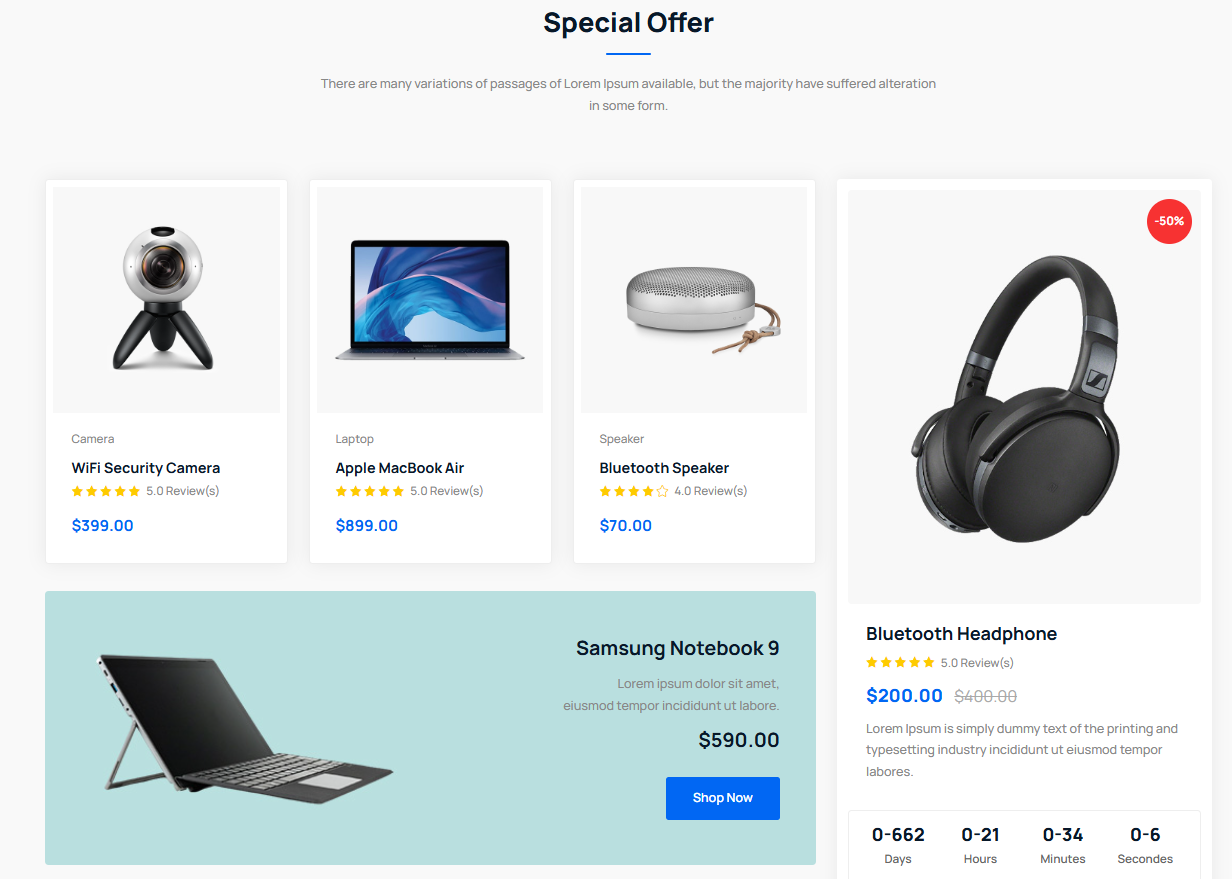 Special Offer
There are many variations of passages of Lorem Ipsum available, but the majority have suffered alteration
in some form.
Camera
WiFi Security Camera
5.0 Review(s)
$399.00
Laptop
Apple MacBook Air
5.0 Review(s)
$899.00
Speaker
Bluetooth Speaker
4.0 Review(s)
$70.00
Samsung Notebook 9
Lorem ipsum dolor sit amet,
eiusmod tempor incididunt ut labore.
$590.00
Shop Now
-50%
Bluetooth Headphone
5.0 Review(s)
$200.00 $400.00
Lorem Ipsum is simply dummy text of the printing and
typesetting industry incididunt ut eiusmod tempor
labores.
0-662 0-21 0-34 0-6
Days Hours Minutes Secondes